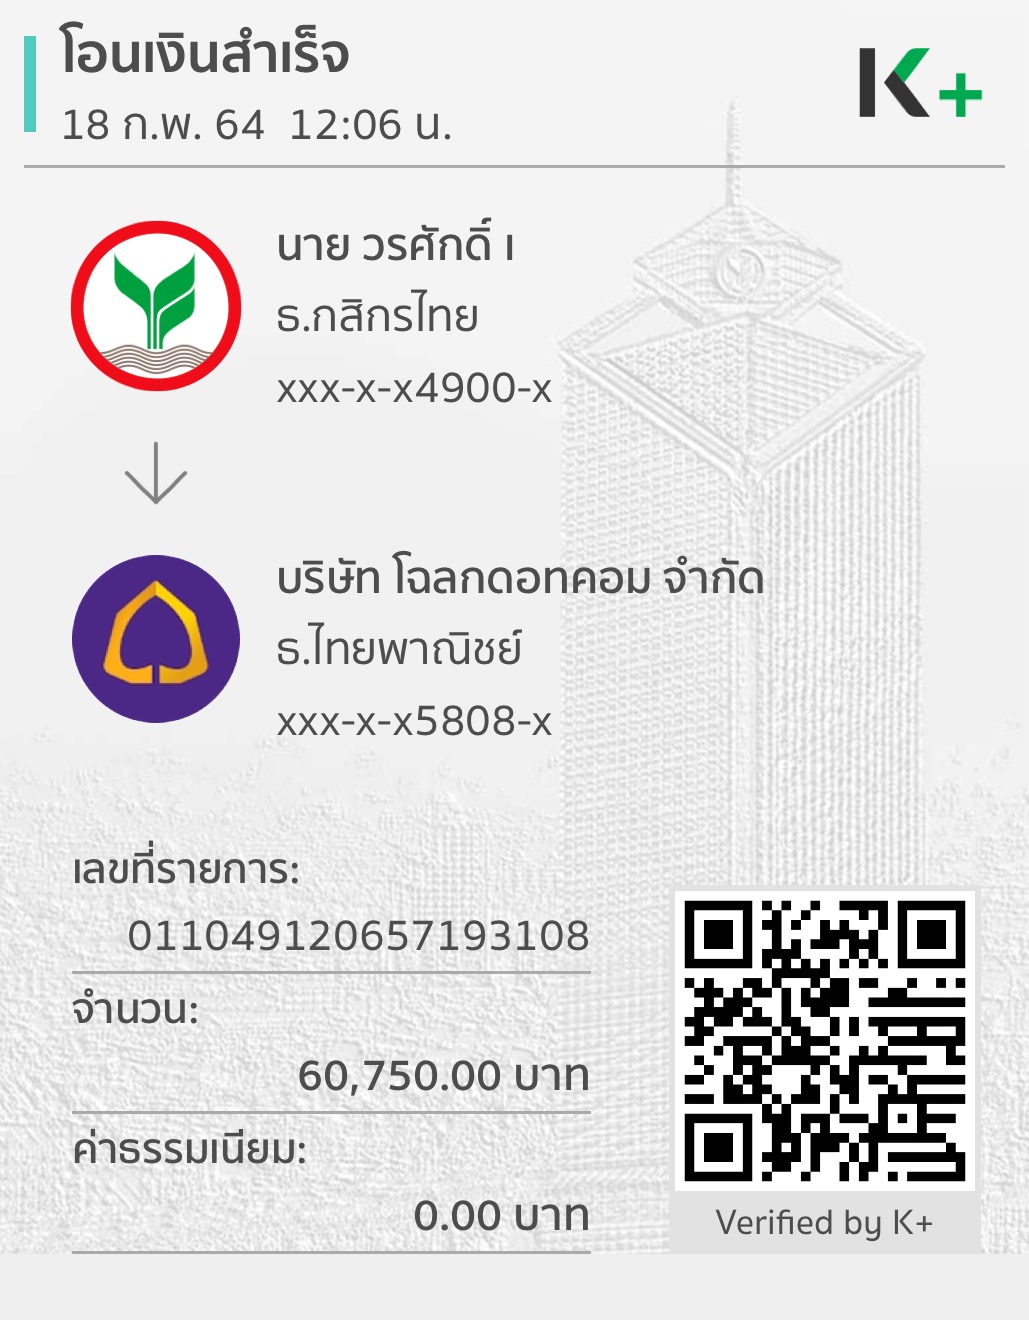 โอนเงินสำเร็จ
18 ก.พ. 64 12:06 น.
K+
นาย วรศักดิ์ เ
ธ.กสิกรไทย
xxx-x-x4900-x
บริษัท โฉลกดอทคอม จำกัด
ธ.ไทยพาณิชย์
xxx-x-x5808-x
เลขที่รายการ:
011049120657193108
จำนวน:
60,750.00 บาท
ค่าธรรมเนียม:
0.00 บาท
Verified by K+